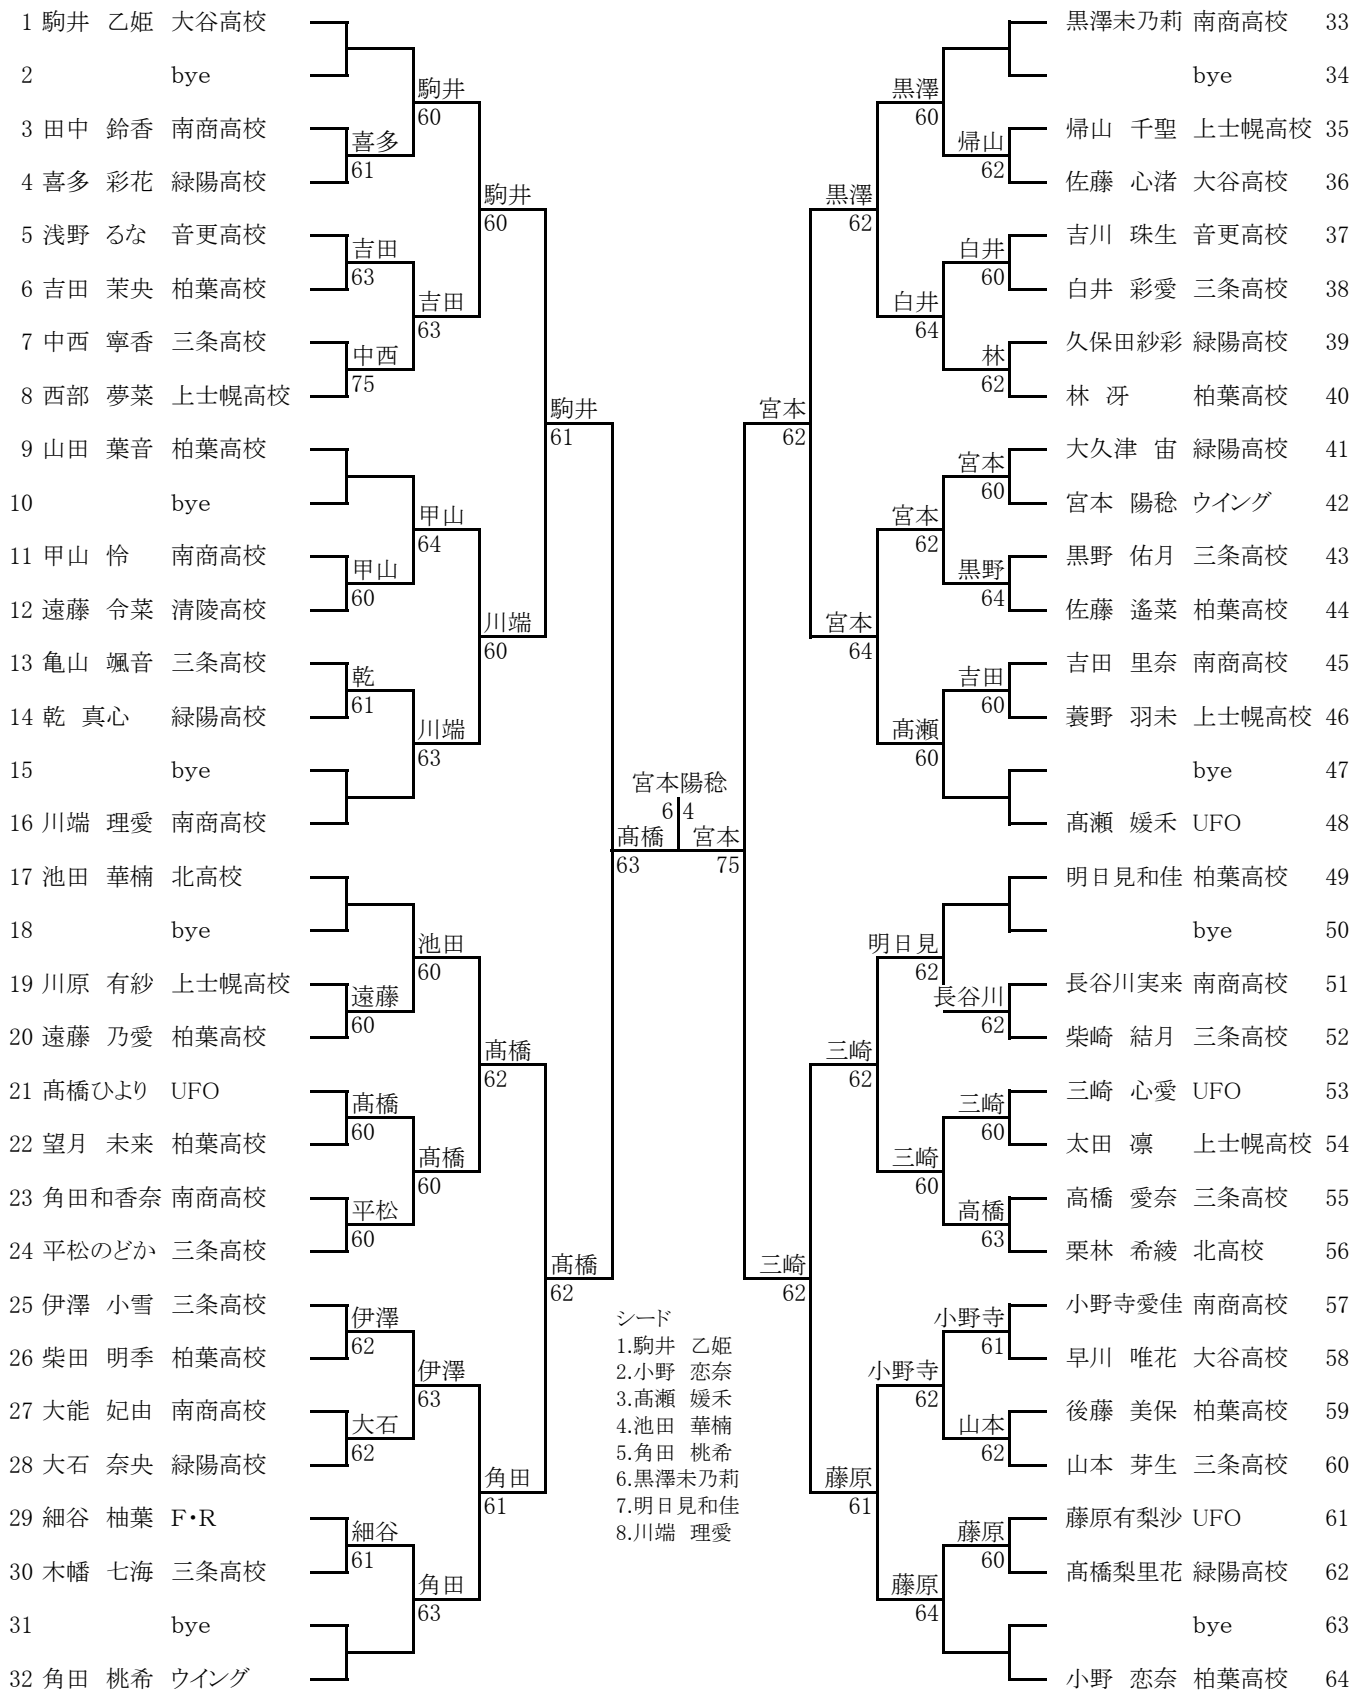 1 駒井 乙姫 大谷高校
2 bye
駒井
60
3 田中 鈴香 南商高校
喜多
61
4 喜多 彩花 緑陽高校
駒井
60
5 浅野 るな 音更高校
吉田
63
6 吉田 茉央 柏葉高校
吉田
63
7 中西 寧香 三条高校
中西
75
8 西部 夢菜 上士幌高校
駒井
61
9 山田 葉音 柏葉高校
10 bye
甲山
64
11 甲山 怜 南商高校
甲山
60
12 遠藤 令菜 清陵高校
川端
60
13 亀山 颯音 三条高校
乾
61
14 乾 真心 緑陽高校
川端
63
15 bye
16 川端 理愛 南商高校
髙橋
63
17 池田 華楠 北高校
18 bye
池田
60
19 川原 有紗 上士幌高校
遠藤
60
20 遠藤 乃愛 柏葉高校
髙橋
62
21 髙橋ひより UFO
髙橋
60
22 望月 未来 柏葉高校
髙橋
60
23 角田和香奈 南商高校
平松
60
24 平松のどか 三条高校
髙橋
62
25 伊澤 小雪 三条高校
伊澤
62
26 柴田 明季 柏葉高校
伊澤
63
27 大能 妃由 南商高校
大石
62
28 大石 奈央 緑陽高校
角田
61
29 細谷 柚葉 F・R
細谷
61
30 木幡 七海 三条高校
角田
63
31 bye
32 角田 桃希 ウイング
宮本陽稔
6 4
宮本
75
シード
1.駒井 乙姫
2.小野 恋奈
3.髙瀬 媛禾
4.池田 華楠
5.角田 桃希
6.黒澤未乃莉
7.明日見和佳
8.川端 理愛
黒澤未乃莉 南商高校 33
bye 34
黒澤
60
帰山 千聖 上士幌高校 35
帰山
62
佐藤 心渚 大谷高校 36
黒澤
62
吉川 珠生 音更高校 37
白井
60
白井 彩愛 三条高校 38
白井
64
久保田紗彩 緑陽高校 39
林
62
林 冴 柏葉高校 40
宮本
62
大久津 宙 緑陽高校 41
宮本
60
宮本 陽稔 ウイング 42
宮本
62
黒野 佑月 三条高校 43
黒野
64
佐藤 遙菜 柏葉高校 44
宮本
64
吉田 里奈 南商高校 45
吉田
60
蓑野 羽未 上士幌高校 46
髙瀬
60
bye 47
髙瀬 媛禾 UFO 48
明日見和佳 柏葉高校 49
bye 50
明日見
62
長谷川実来 南商高校 51
長谷川
62
柴崎 結月 三条高校 52
三崎
62
三崎 心愛 UFO 53
三崎
60
太田 凛 上士幌高校 54
三崎
60
高橋 愛奈 三条高校 55
高橋
63
栗林 希綾 北高校 56
三崎
62
小野寺愛佳 南商高校 57
小野寺
61
早川 唯花 大谷高校 58
小野寺
62
後藤 美保 柏葉高校 59
山本
62
山本 芽生 三条高校 60
藤原
61
藤原有梨沙 UFO 61
藤原
60
髙橋梨里花 緑陽高校 62
藤原
64
bye 63
小野 恋奈 柏葉高校 64